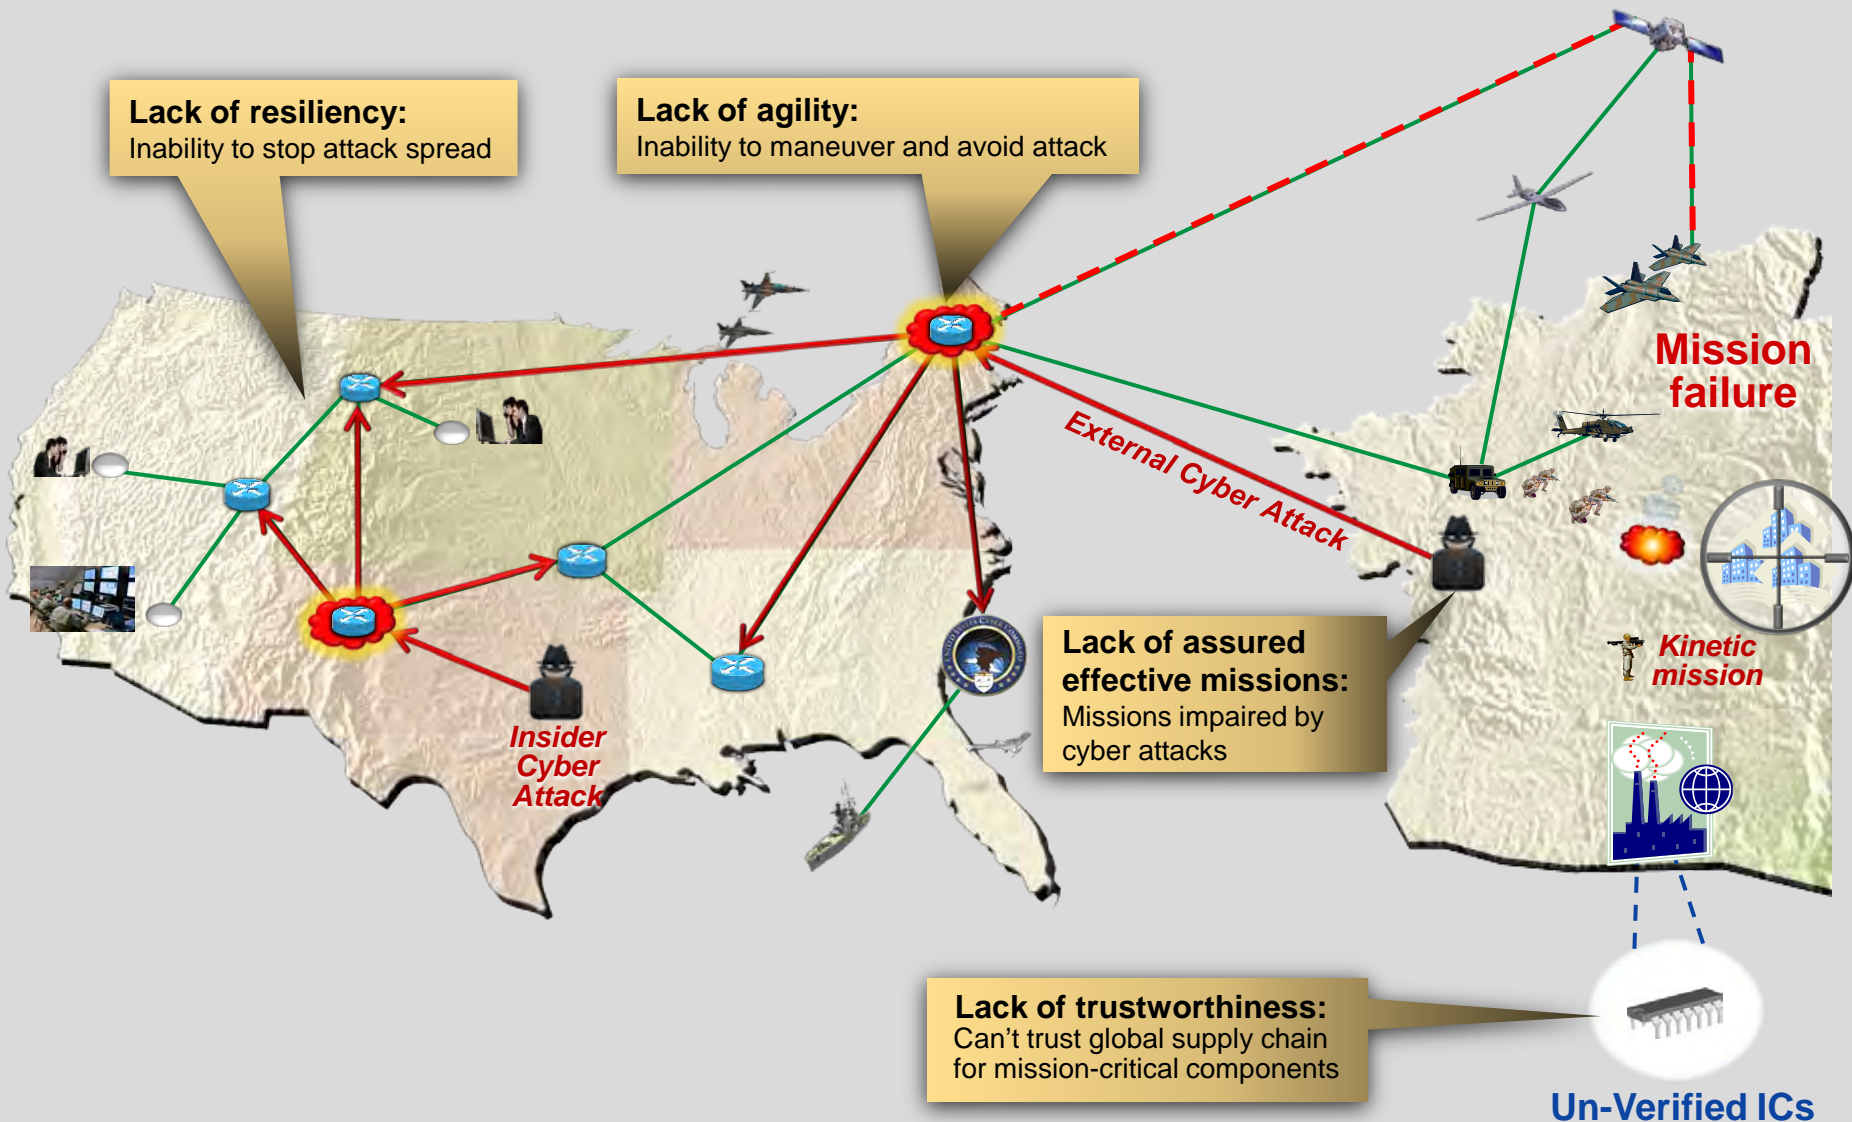 Lack of resiliency:
Inability to stop attack spread
Lack of agility:
Inability to maneuver and avoid attack
Mission
failure
External Cyber Attack
Kinetic
mission
Lack of assured
effective missions:
Missions impaired by
cyber attacks
Insider
Cyber
Attack
Lack of trustworthiness:
Can’t trust global supply chain
for mission-critical components
Un-Verified ICs